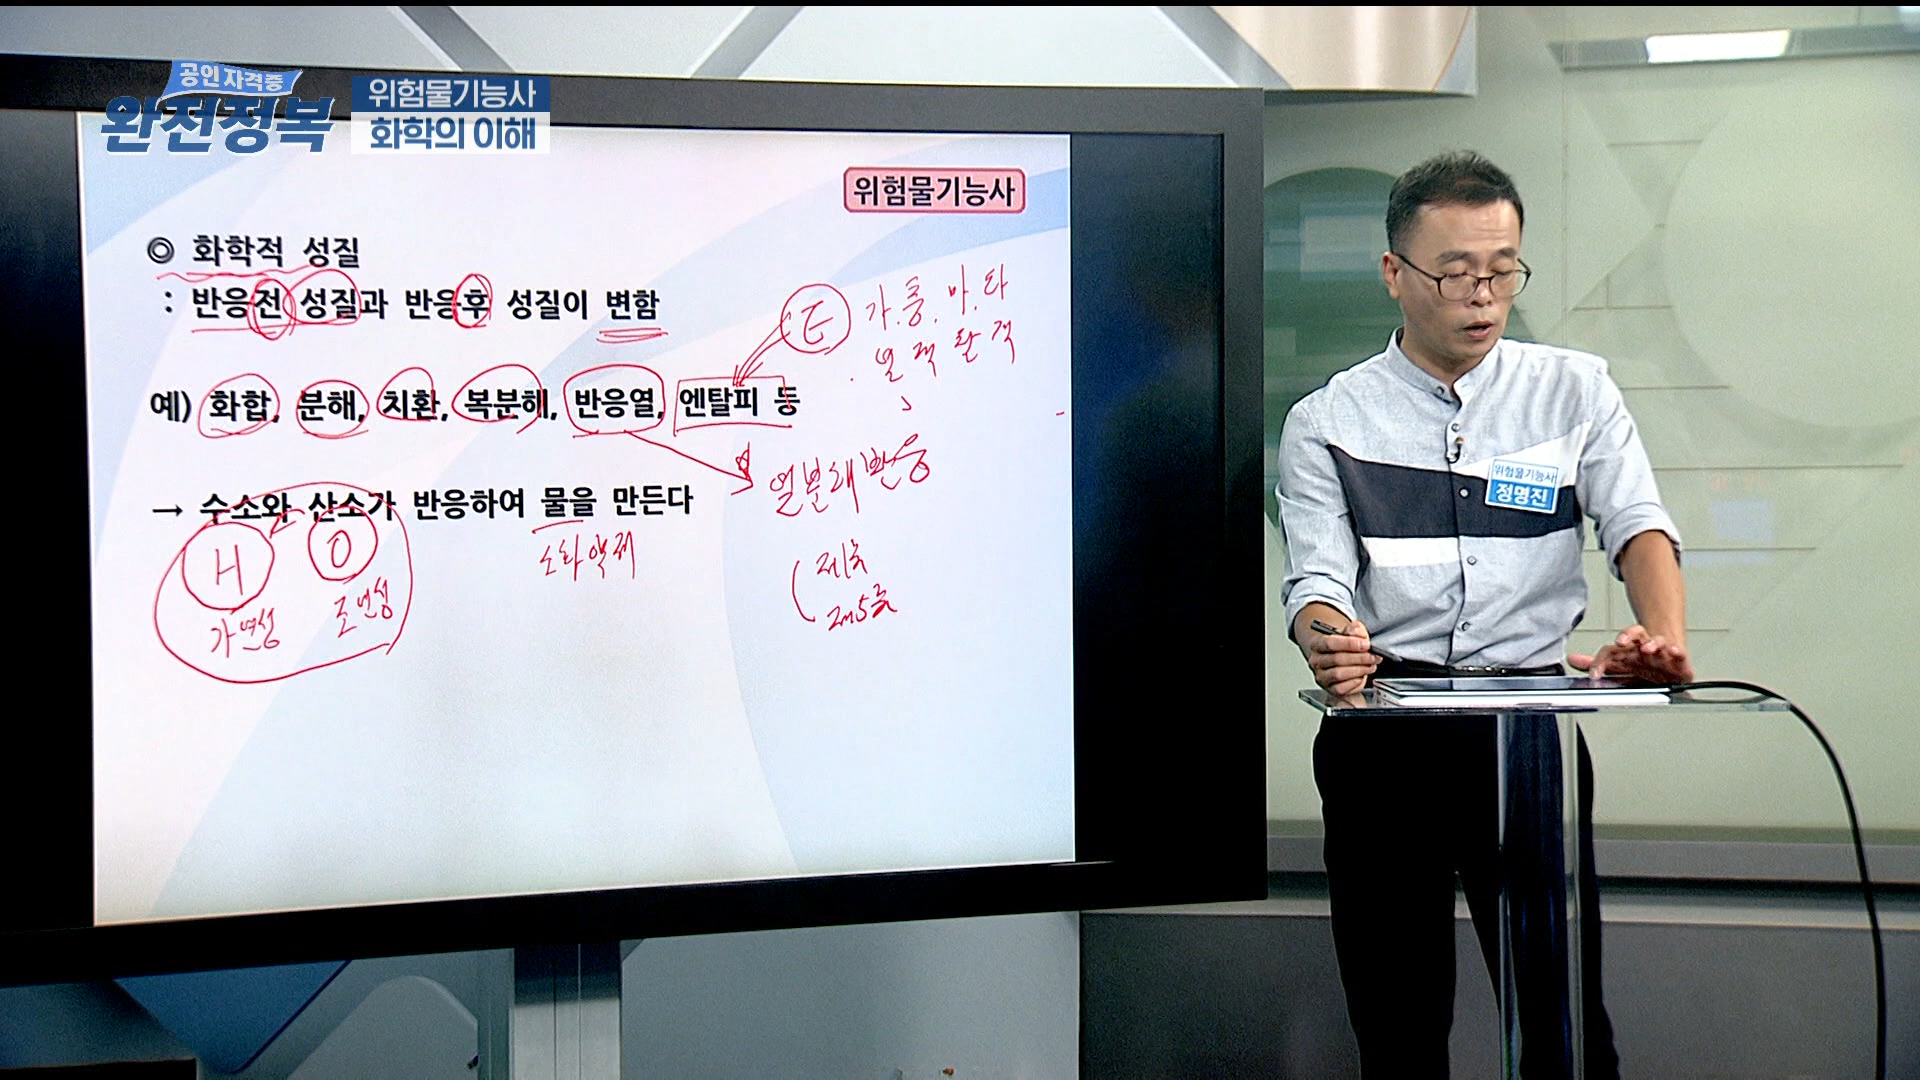 공인 자격증
완전정복
위험물기능사
화학의 이해
위험물기능사
◎ 화학적 성질
: 반응전 성질과 반응후 성질이 변함
E
예) 화합, 분해, 치환, 복분해, 반응열, 엔탈피 등
열분해반응
→ 수소와 산소가 반응하여 물을 만든다
H O
소화약제
가연성 조연성
제1류
제5류
위험물기능사
정명진